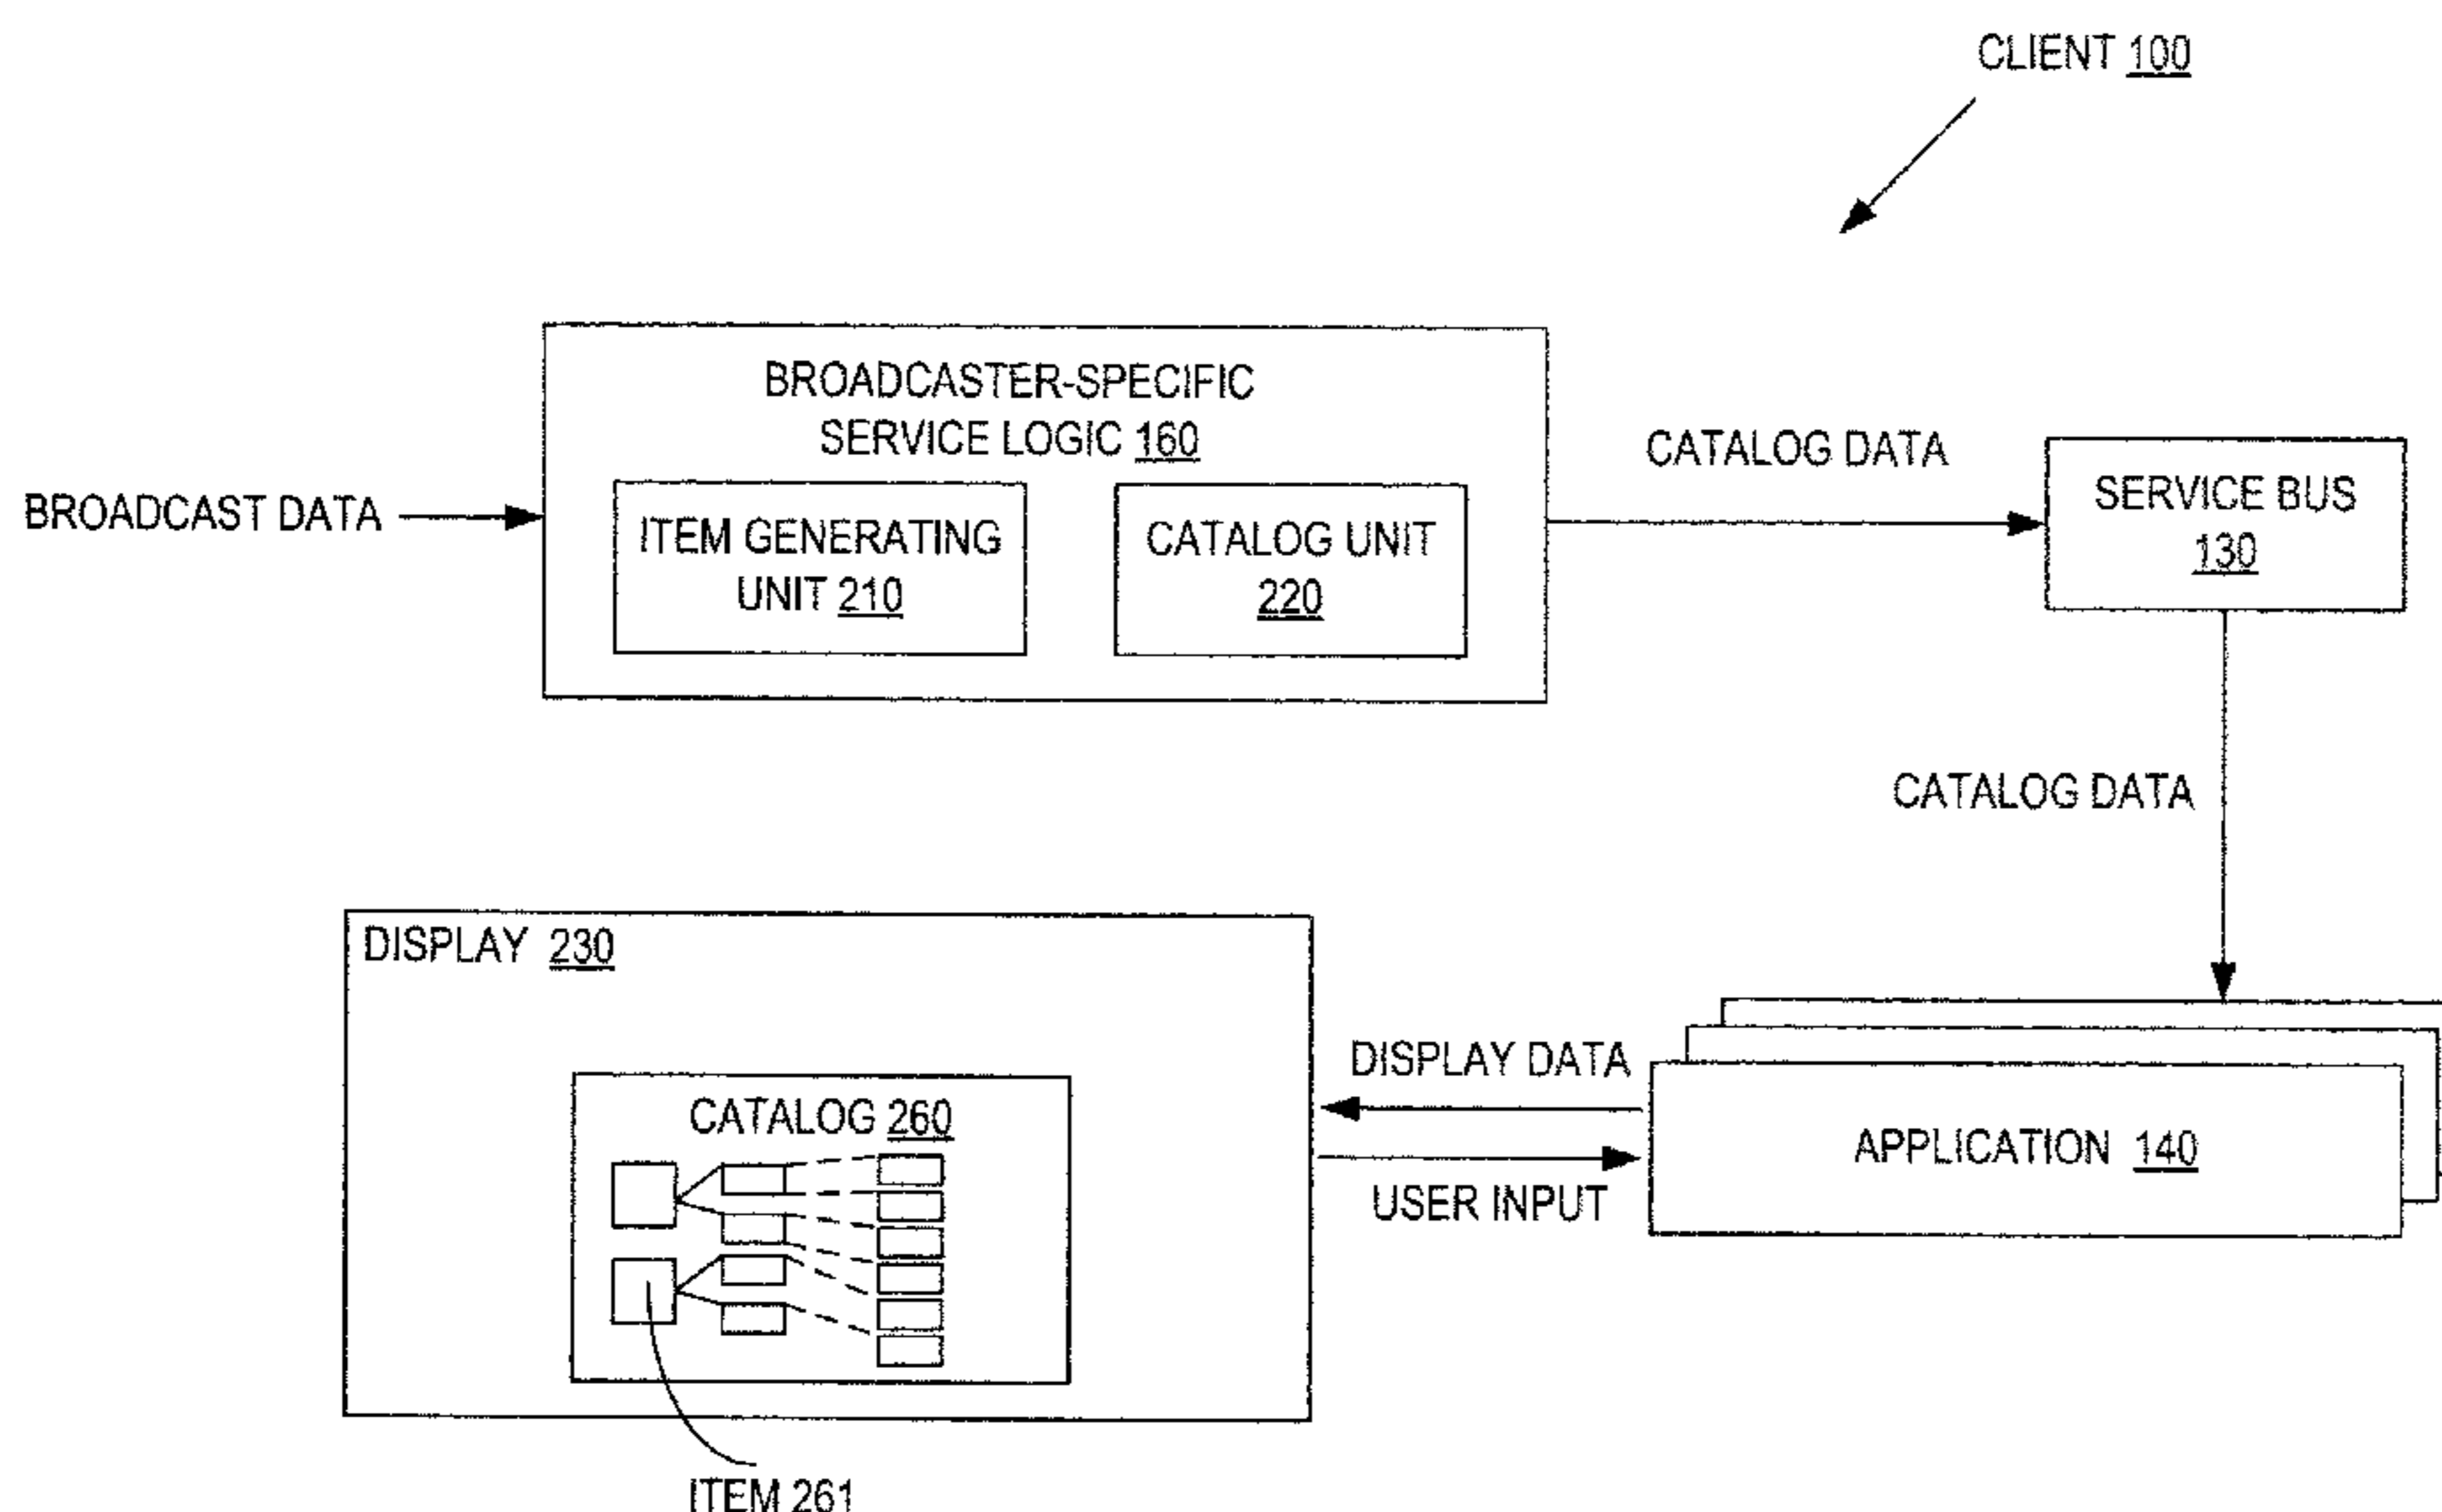 CLIENT 100
BROADCASTER-SPECIFIC
SERVICE LOGIC 160
BROADCAST DATA
ITEM GENERATING
UNIT 210
CATALOG UNIT
220
CATALOG DATA
SERVICE BUS
130
CATALOG DATA
DISPLAY 230
CATALOG 260
DISPLAY DATA
USER INPUT
APPLICATION 140
ITEM 261